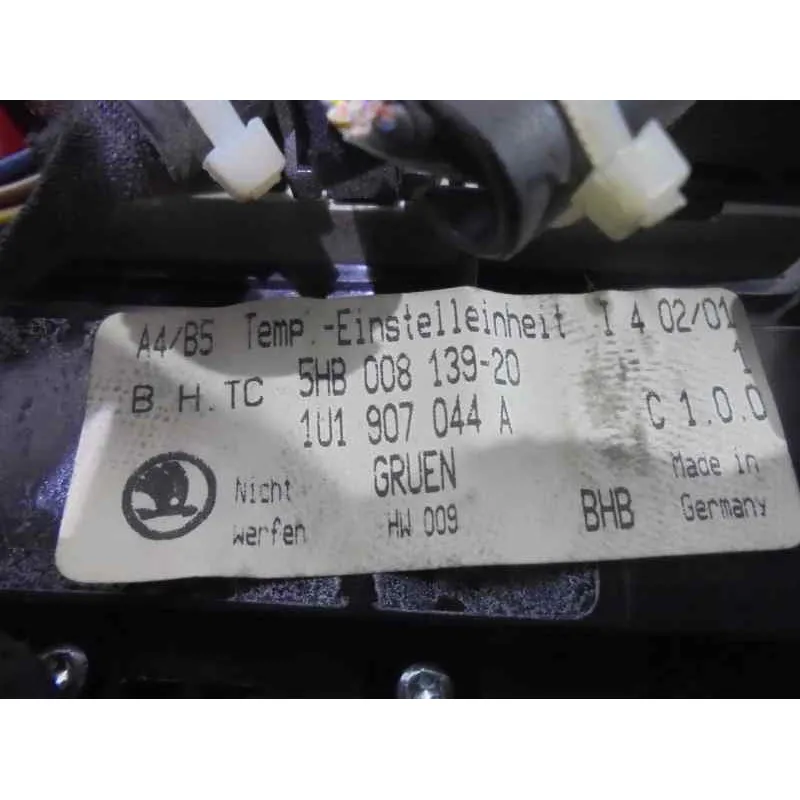 A4/B5 Temp.-Einstelleinheit I 4 02/01
B H.TC 5HB 008 139-20 1
1U1 907 044 A C 1.0.0
Nicht GRUEN Made in
werfen HW 009 BHB Germany